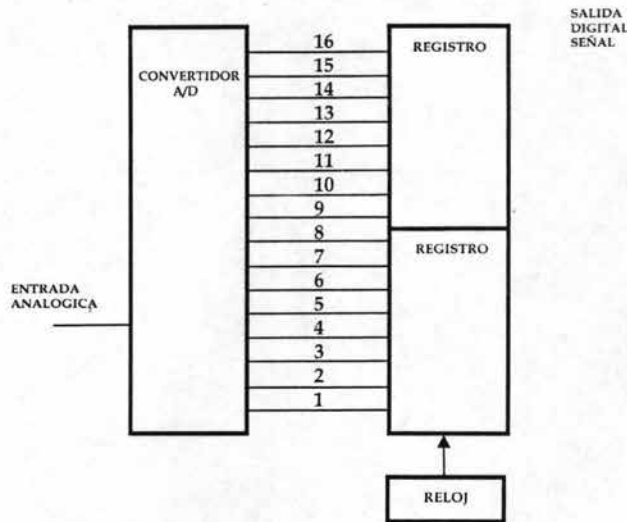 SALIDA
DIGITAL
SEÑAL
CONVERTIDOR
A/D
REGISTRO
16
15
14
13
12
11
10
9
8
7
6
5
4
3
2
1
REGISTRO
ENTRADA
ANALOGICA
RELOJ